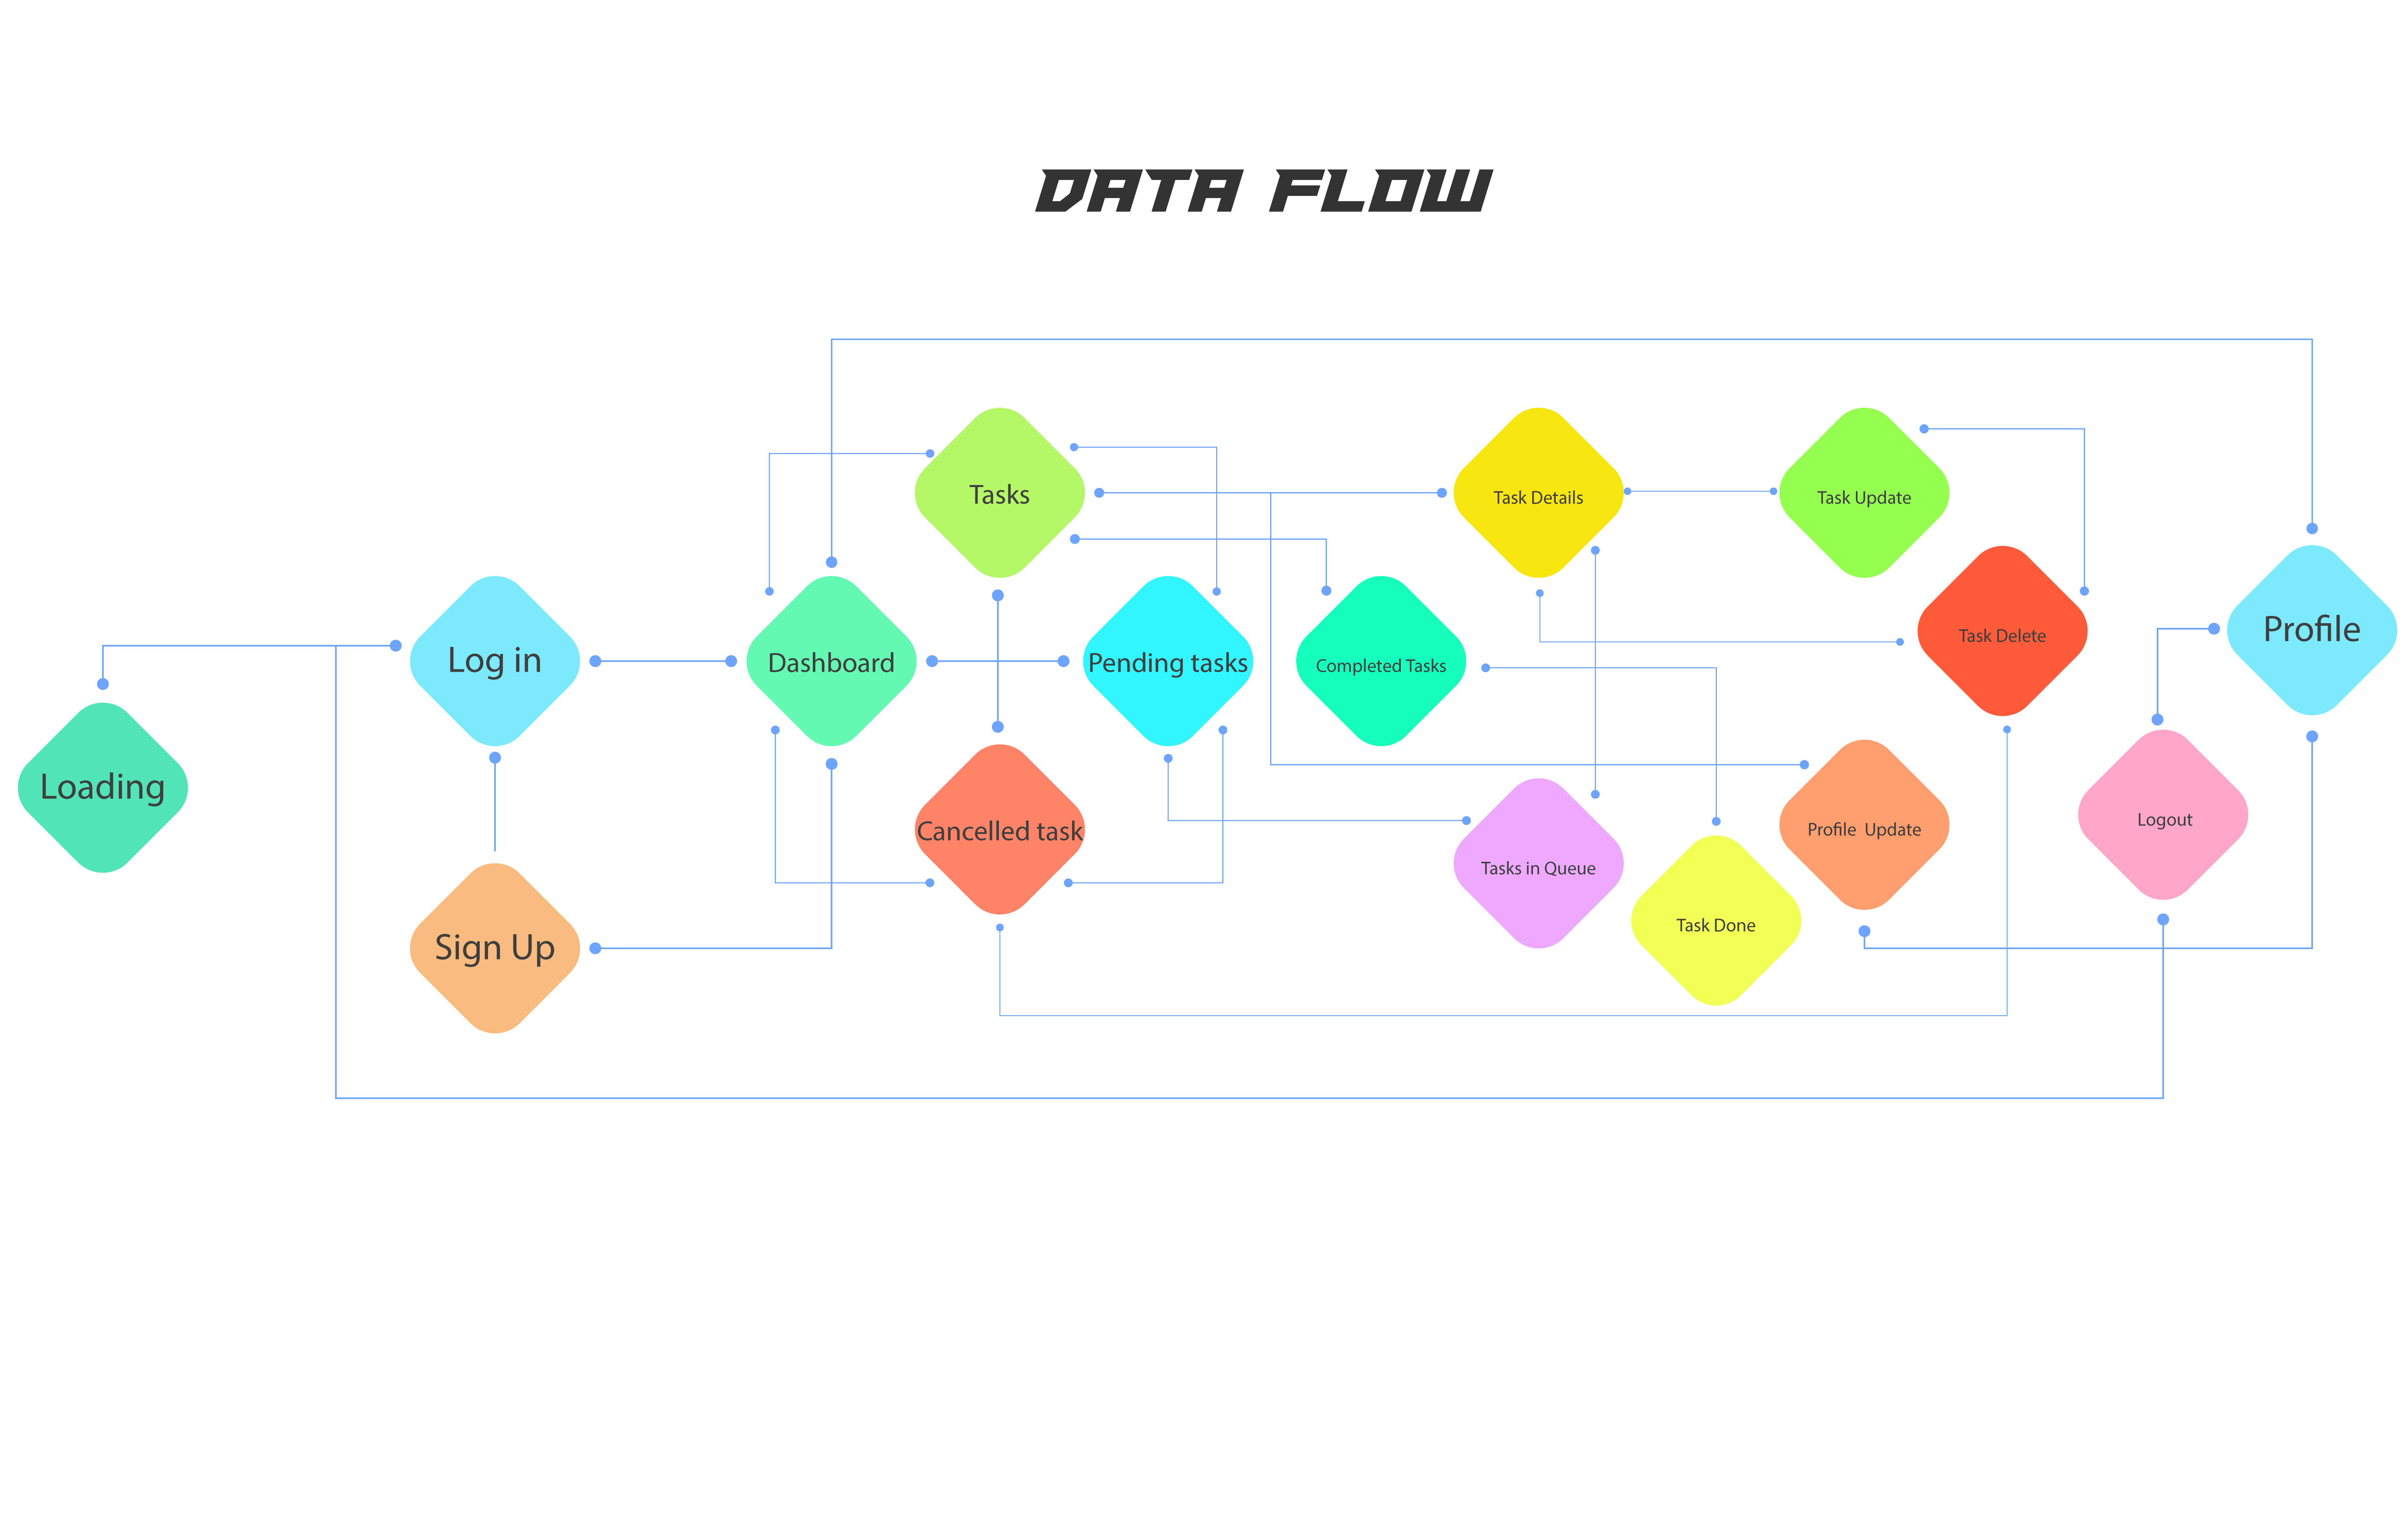 DATA FLOW
Tasks
Task Details
Task Update
Log in
Dashboard
Pending tasks
Completed Tasks
Task Delete
Profile
Loading
Cancelled task
Tasks in Queue
Profile  Update
Logout
Sign Up
Task Done